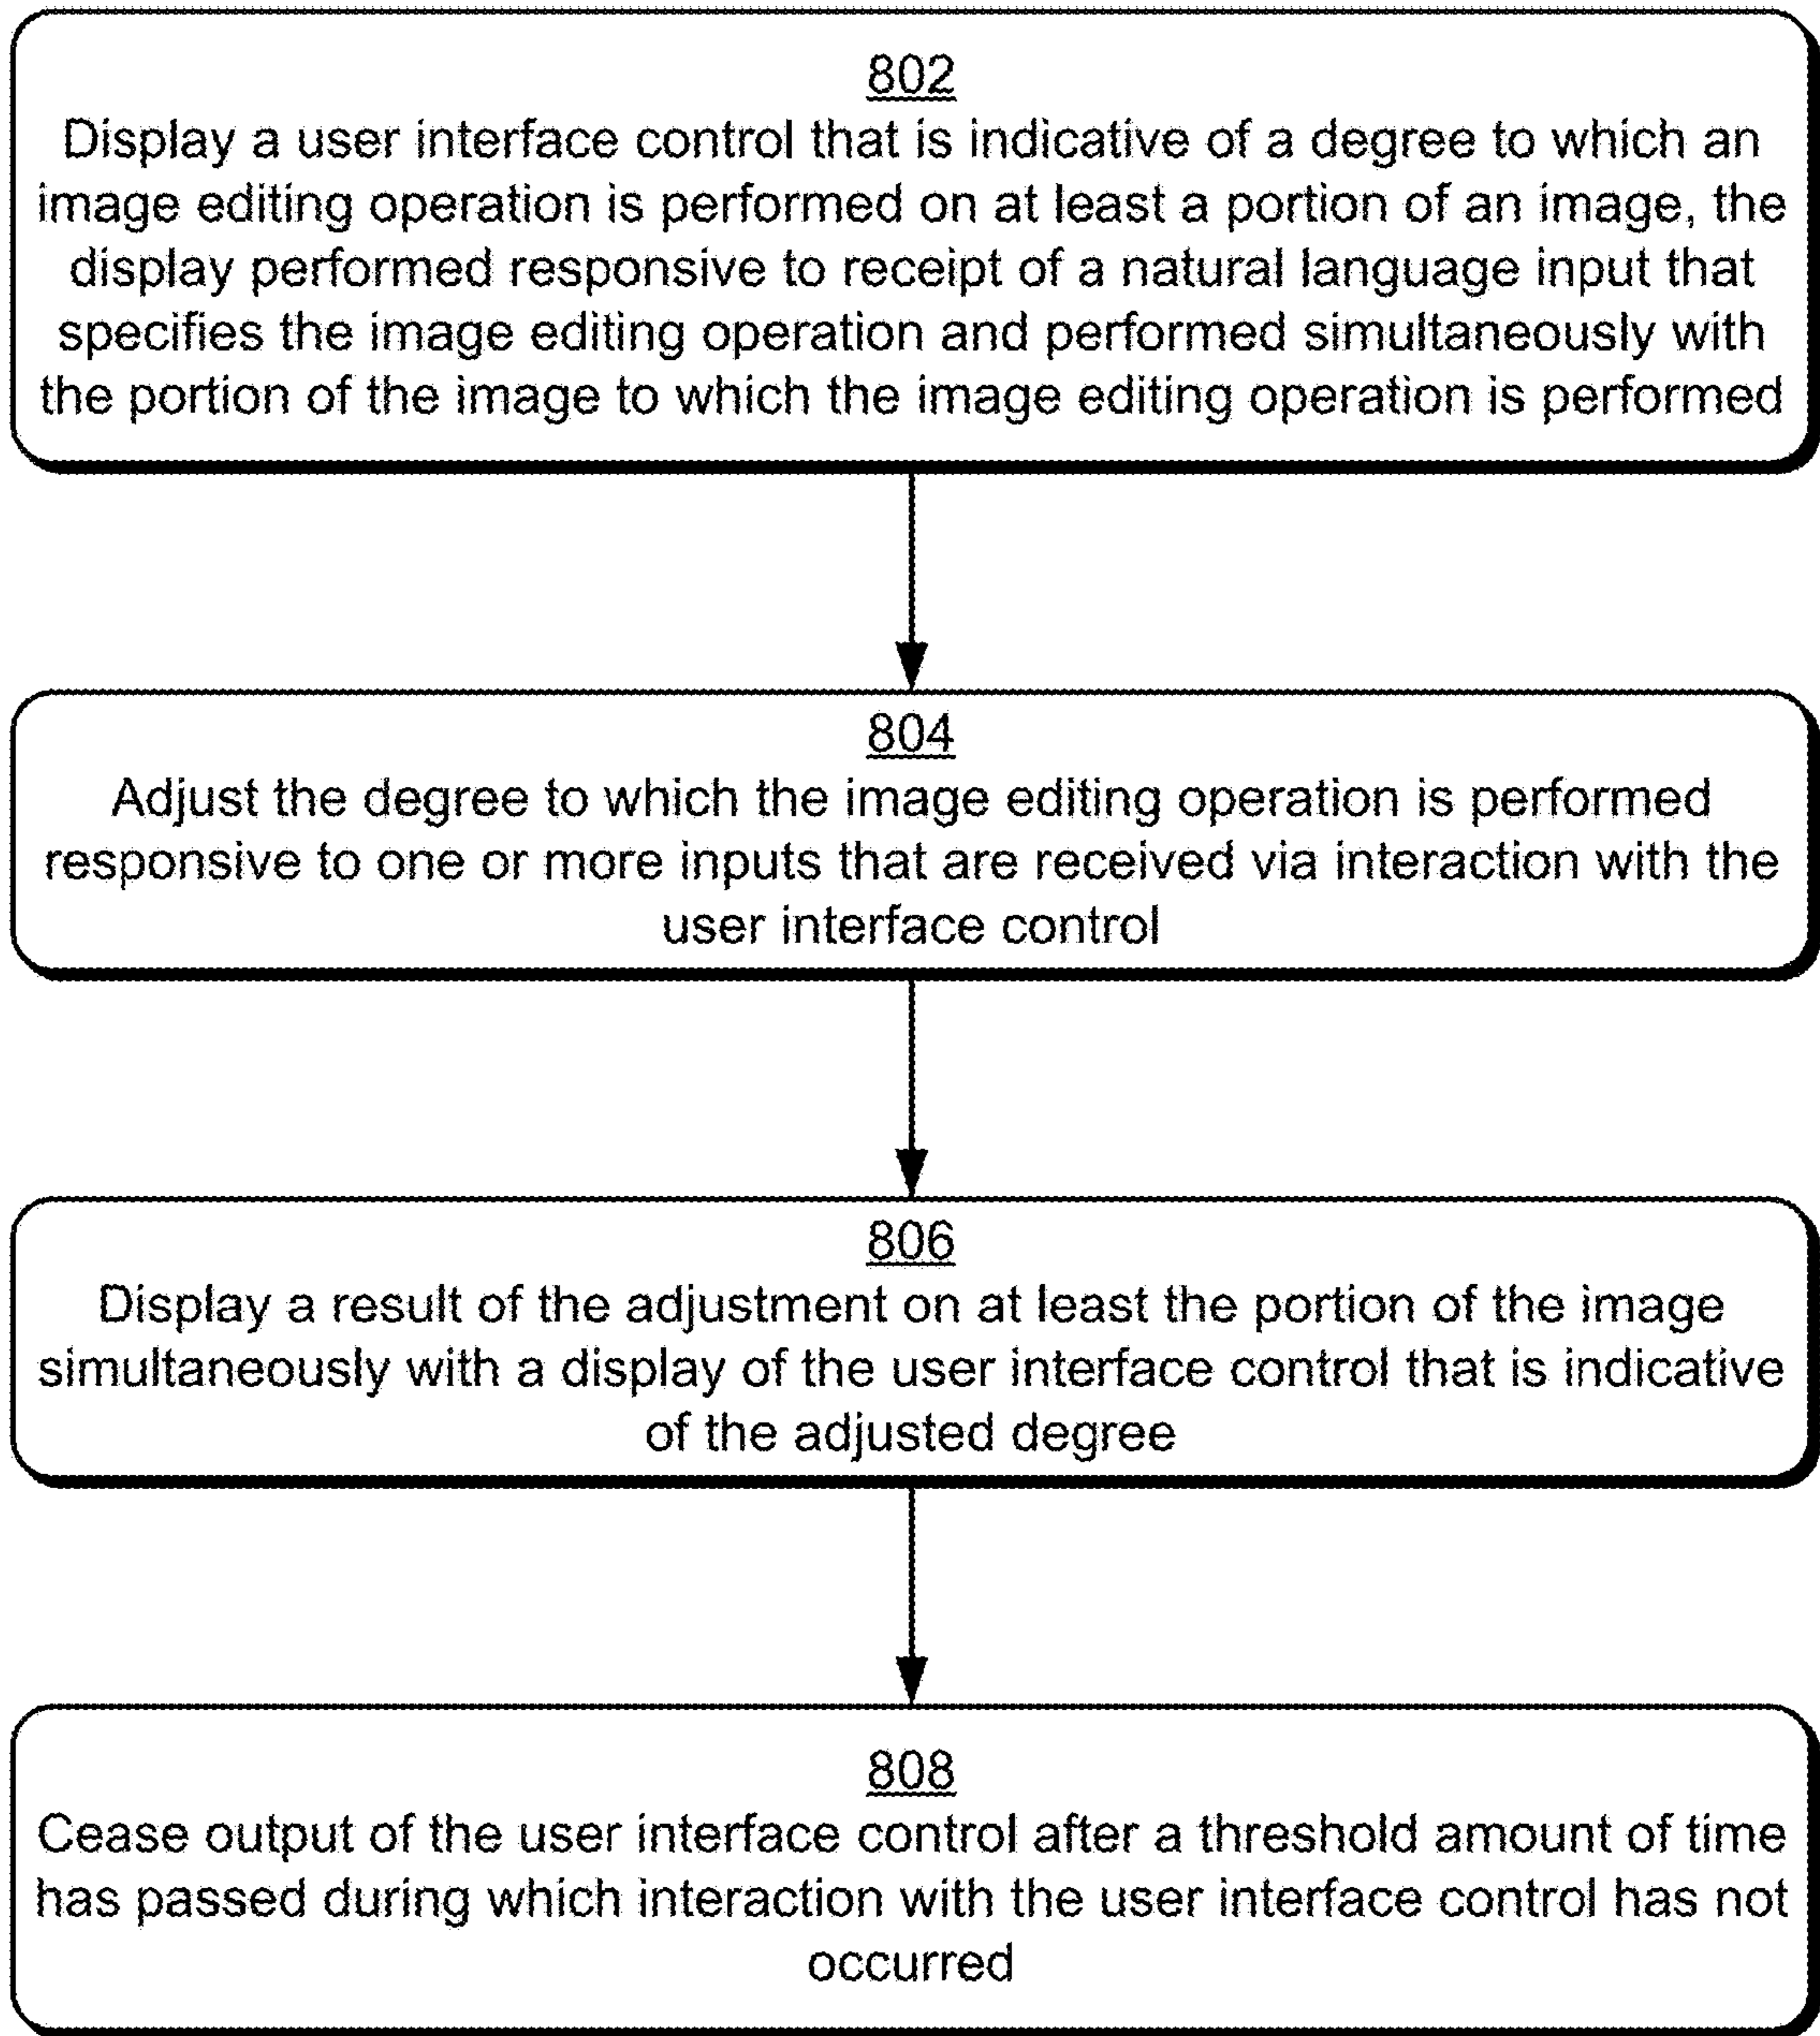 802
Display a user interface control that is indicative of a degree to which an
image editing operation is performed on at least a portion of an image, the
display performed responsive to receipt of a natural language input that
specifies the image editing operation and performed simultaneously with
the portion of the image to which the image editing operation is performed
804
Adjust the degree to which the image editing operation is performed
responsive to one or more inputs that are received via interaction with the
user interface control
806
Display a result of the adjustment on at least the portion of the image
simultaneously with a display of the user interface control that is indicative
of the adjusted degree
808
Cease output of the user interface control after a threshold amount of time
has passed during which interaction with the user interface control has not
occurred